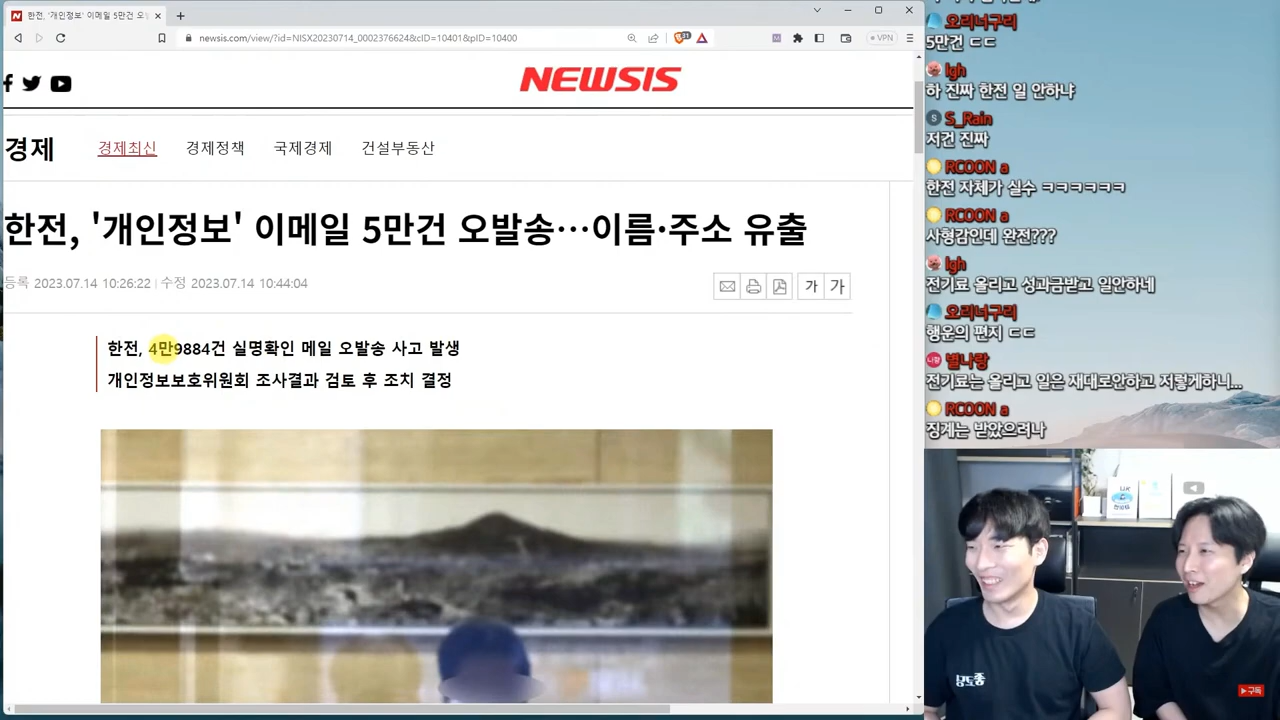 한전, '개인정보' 이메일 5만건 오
newsis.com/view/?id=NISX20230714_0002376624&cID=10401&pID=10400
31
VPN
NEWSIS
경제
경제최신 경제정책 국제경제 건설부동산
한전, '개인정보' 이메일 5만건 오발송…이름·주소 유출
등록 2023.07.14 10:26:22 | 수정 2023.07.14 10:44:04
가 가
한전, 4만9884건 실명확인 메일 오발송 사고 발생
개인정보보호위원회 조사결과 검토 후 조치 결정
오리너구리
5만건 ㄷㄷ
lgh
하 진짜 한전 일 안하냐
S S_Rain
저건 진짜
RCOON a
한전 자체가 실수 ㅋㅋㅋㅋㅋㅋ
RCOON a
사형감인데 완전???
lgh
전기료 올리고 성과금받고 일안하네
오리너구리
행운의 편지 ㄷㄷ
나랑 별나랑
전기료는 올리고 일은 재대로안하고 저렇게하니...
RCOON a
징계는 받았으려나
구독